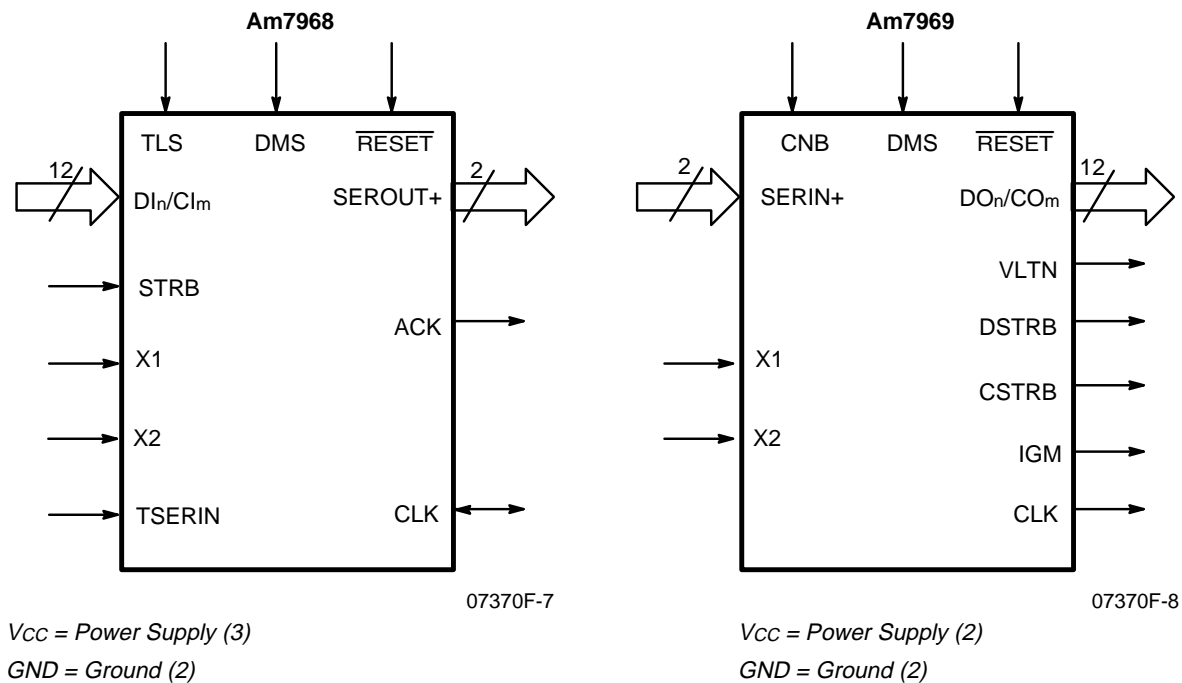 Am7968
TLS DMS RESET
12
DIn/CIm
SEROUT+
2
STRB
ACK
X1
X2
TSERIN
CLK
07370F-7
VCC = Power Supply (3)
GND = Ground (2)
Am7969
CNB DMS RESET
2
SERIN+
DOn/COm
12
VLTN
DSTRB
X1
CSTRB
X2
IGM
CLK
07370F-8
VCC = Power Supply (2)
GND = Ground (2)